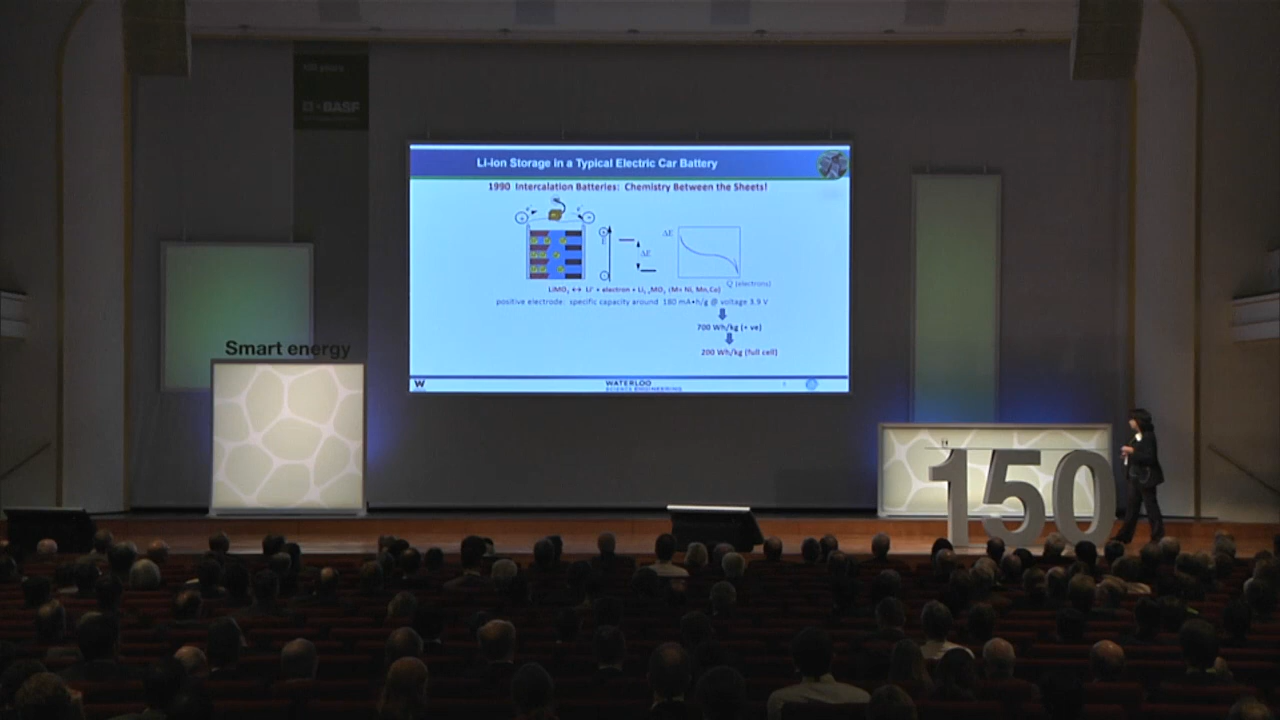 BASF
Li-ion Storage in a Typical Electric Car Battery
1990 Intercalation Batteries: Chemistry Between the Sheets!
ΔE
ΔE
Q (electrons)
positive electrode: specific capacity around 180 mA•h/g @ voltage 3.9 V
700 Wh/kg (+ ve)
200 Wh/kg (full cell)
W
WATERLOO
SCIENCE ENGINEERING
Smart energy
150